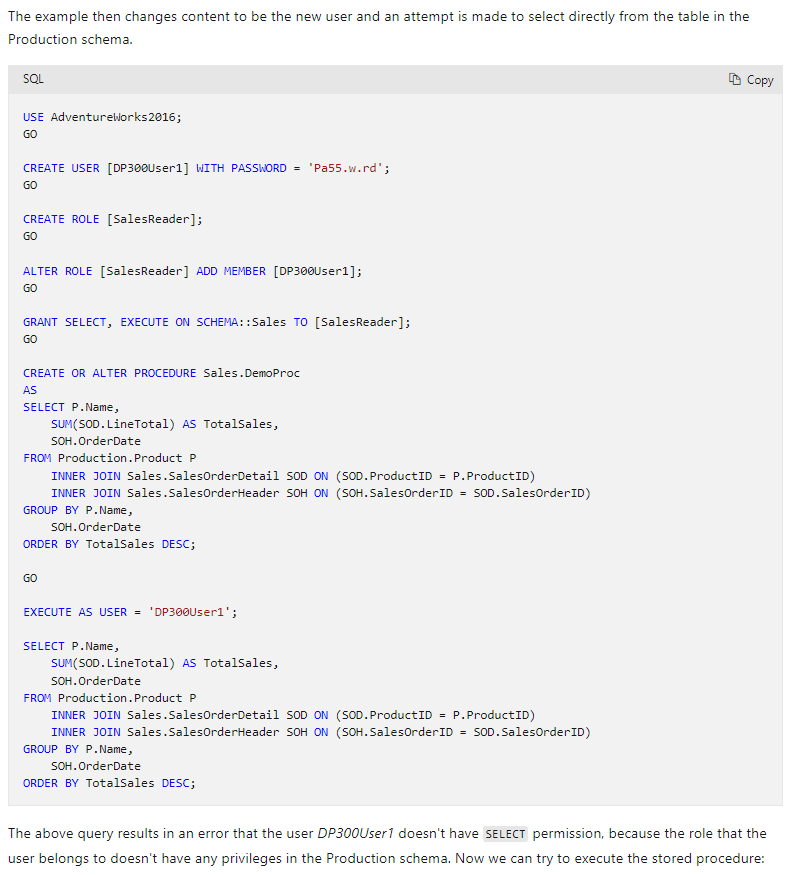 The example then changes content to be the new user and an attempt is made to select directly from the table in the
Production schema.
SQL
Copy
USE AdventureWorks2016;
GO
CREATE USER [DP300User1] WITH PASSWORD = 'Pa55.w.rd';
GO
CREATE ROLE [SalesReader];
GO
ALTER ROLE [SalesReader] ADD MEMBER [DP300User1];
GO
GRANT SELECT, EXECUTE ON SCHEMA::Sales TO [SalesReader];
GO
CREATE OR ALTER PROCEDURE Sales.DemoProc
AS
SELECT P.Name,
    SUM(SOD.LineTotal) AS TotalSales,
    SOH.OrderDate
FROM Production.Product P
    INNER JOIN Sales.SalesOrderDetail SOD ON (SOD.ProductID = P.ProductID)
    INNER JOIN Sales.SalesOrderHeader SOH ON (SOH.SalesOrderID = SOD.SalesOrderID)
GROUP BY P.Name,
    SOH.OrderDate
ORDER BY TotalSales DESC;
GO
EXECUTE AS USER = 'DP300User1';
SELECT P.Name,
    SUM(SOD.LineTotal) AS TotalSales,
    SOH.OrderDate
FROM Production.Product P
    INNER JOIN Sales.SalesOrderDetail SOD ON (SOD.ProductID = P.ProductID)
    INNER JOIN Sales.SalesOrderHeader SOH ON (SOH.SalesOrderID = SOD.SalesOrderID)
GROUP BY P.Name,
    SOH.OrderDate
ORDER BY TotalSales DESC;
The above query results in an error that the user DP300User1 doesn't have SELECT permission, because the role that the
user belongs to doesn't have any privileges in the Production schema. Now we can try to execute the stored procedure: